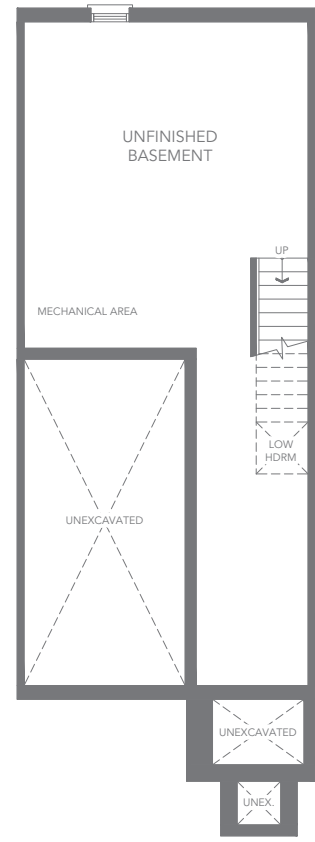 UNFINISHED
BASEMENT
UP
MECHANICAL AREA
LOW
HDRM
UNEXCAVATED
UNEXCAVATED
UNEX.